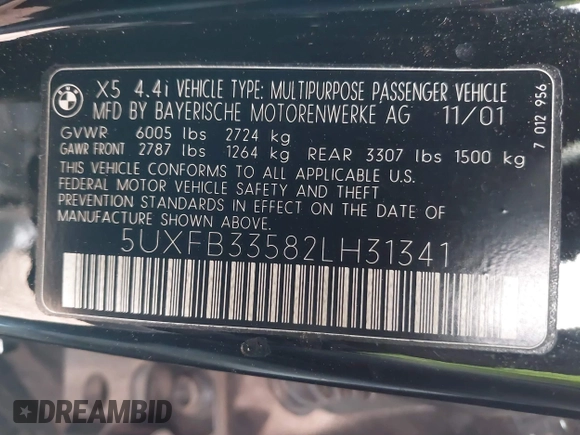 BMW
X5 4.4i VEHICLE TYPE: MULTIPURPOSE PASSENGER VEHICLE
MFD BY BAYERISCHE MOTORENWERKE AG 11/01
GVWR 6005 lbs 2724 kg
GAWR FRONT 2787 lbs 1264 kg REAR 3307 lbs 1500 kg
THIS VEHICLE CONFORMS TO ALL APPLICABLE U.S.
FEDERAL MOTOR VEHICLE SAFETY AND THEFT
PREVENTION STANDARDS IN EFFECT ON THE DATE OF
MANUFACTURE SHOWN ABOVE.
5UXFB33582LH31341
7 012 956
DREAMBID